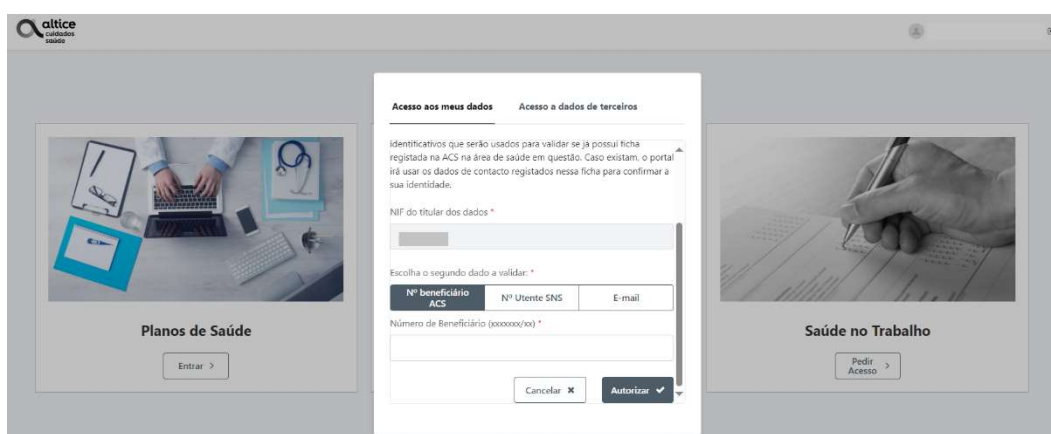 altice
cuidados
saúde
Acesso aos meus dados
Acesso a dados de terceiros
identificativos que serão usados para validar se já possui ficha
registada na ACS na área de saúde em questão. Caso existam, o portal
irá usar os dados de contacto registados nessa ficha para confirmar a
sua identidade.
NIF do titular dos dados *
Escolha o segundo dado a validar: *
Nº beneficiário
ACS
Nº Utente SNS
E-mail
Número de Beneficiário (xxxxxxx/xx) *
Cancelar
Autorizar
Planos de Saúde
Entrar
Saúde no Trabalho
Pedir
Acesso